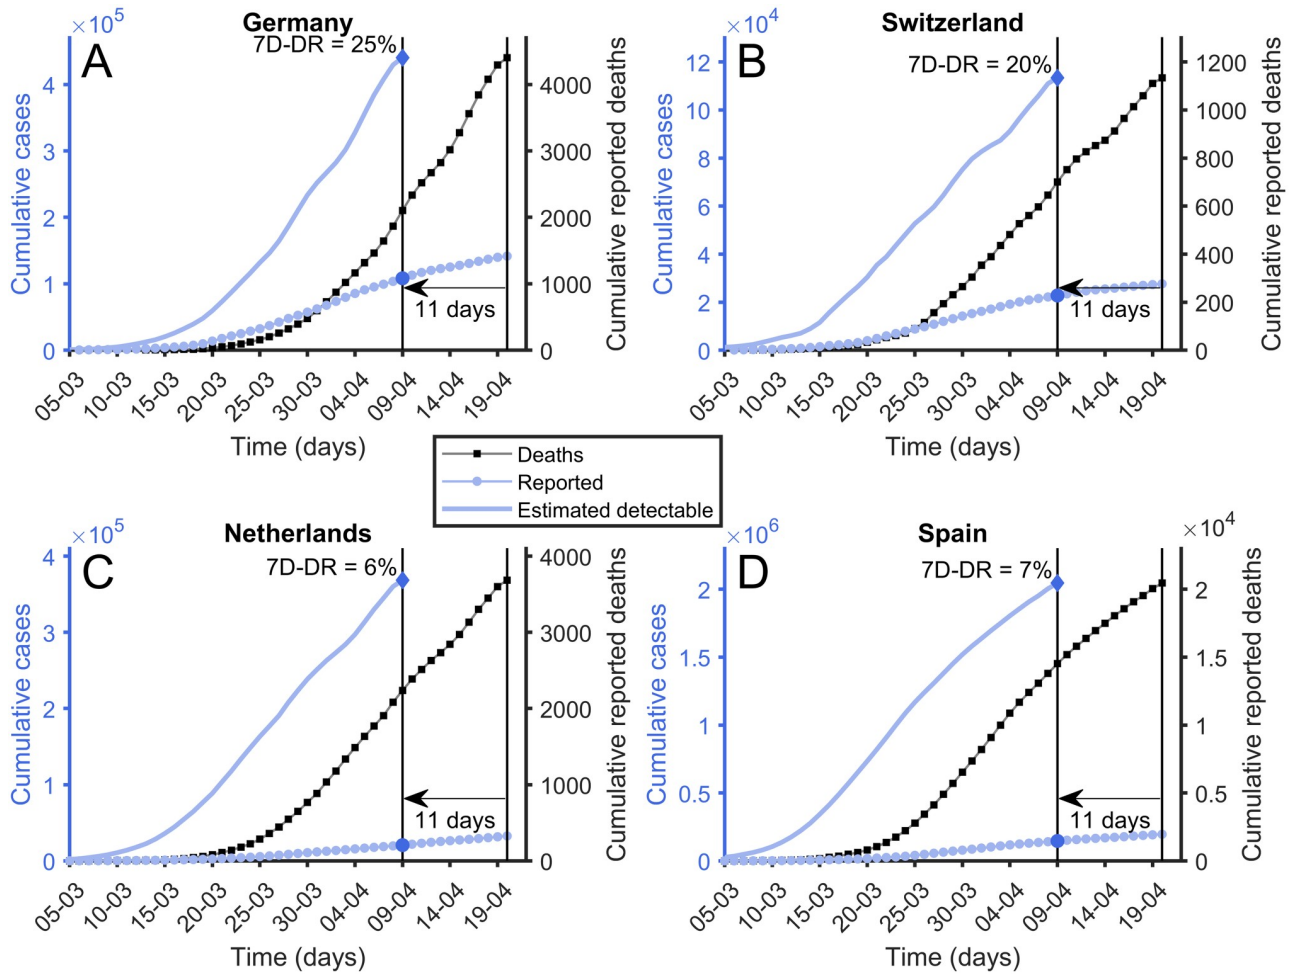 Germany
×10^5
A
7D-DR = 25%
Cumulative cases
4
3
2
1
0
Cumulative reported deaths
4000
3000
2000
1000
0
11 days
05-03
10-03
15-03
20-03
25-03
30-03
04-04
09-04
14-04
19-04
Time (days)
Switzerland
×10^4
B
7D-DR = 20%
Cumulative cases
12
10
8
6
4
2
0
Cumulative reported deaths
1200
1000
800
600
400
200
0
11 days
05-03
10-03
15-03
20-03
25-03
30-03
04-04
09-04
14-04
19-04
Time (days)
Deaths
Reported
Estimated detectable
Netherlands
×10^5
C
7D-DR = 6%
Cumulative cases
4
3
2
1
0
Cumulative reported deaths
4000
3000
2000
1000
0
11 days
05-03
10-03
15-03
20-03
25-03
30-03
04-04
09-04
14-04
19-04
Time (days)
Spain
×10^6
×10^4
D
7D-DR = 7%
Cumulative cases
2
1.5
1
0.5
0
Cumulative reported deaths
2
1.5
1
0.5
0
11 days
05-03
10-03
15-03
20-03
25-03
30-03
04-04
09-04
14-04
19-04
Time (days)